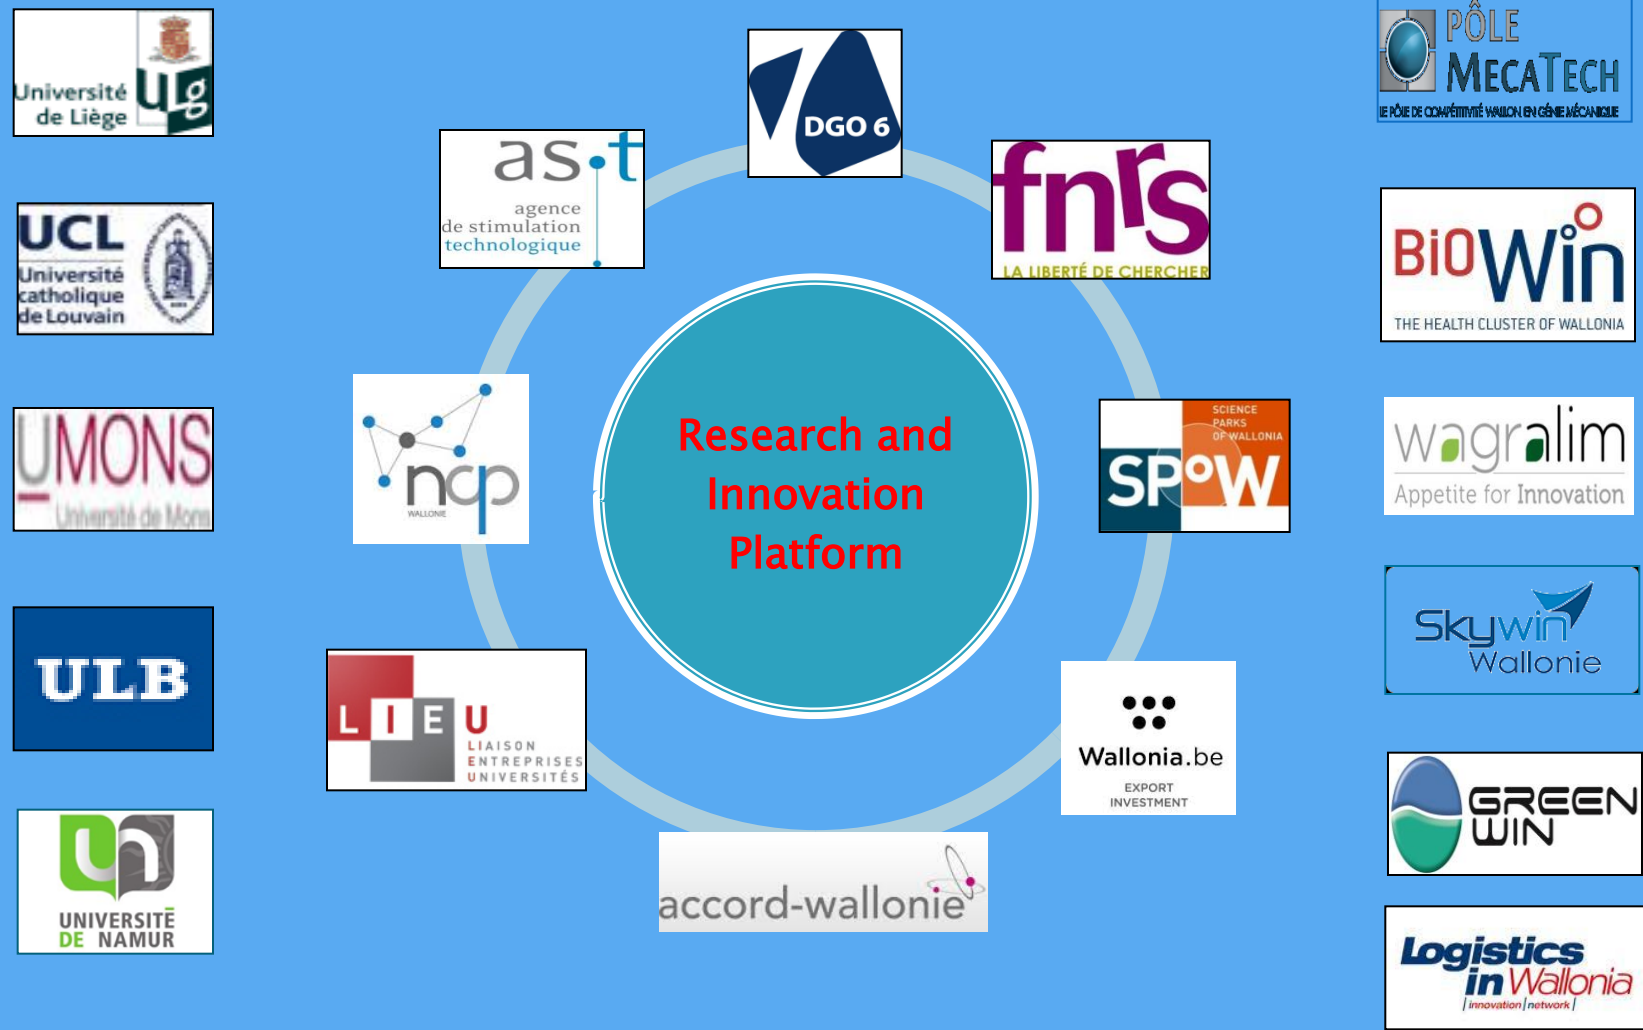 Université
de Liège
ULg
UCL
Université
catholique
de Louvain
UMONS
Université de Mons
ULB
un
UNIVERSITÉ
DE NAMUR
as·t
agence
de stimulation
technologique
DGO 6
fnrs
LA LIBERTÉ DE CHERCHER
ncp
WALLONIE
Research and
Innovation
Platform
SCIENCE
PARKS
OF WALLONIA
SPoW
LIEU
LIAISON
ENTREPRISES
UNIVERSITÉS
Wallonia.be
EXPORT
INVESTMENT
accord-wallonie
PÔLE
MECATECH
LE PÔLE DE COMPÉTITIVITÉ WALLON EN GÉNIE MÉCANIQUE
BiOWin
THE HEALTH CLUSTER OF WALLONIA
wagralim
Appetite for Innovation
Skywin
Wallonie
GREEN
WIN
Logistics
in Wallonia
| innovation | network |